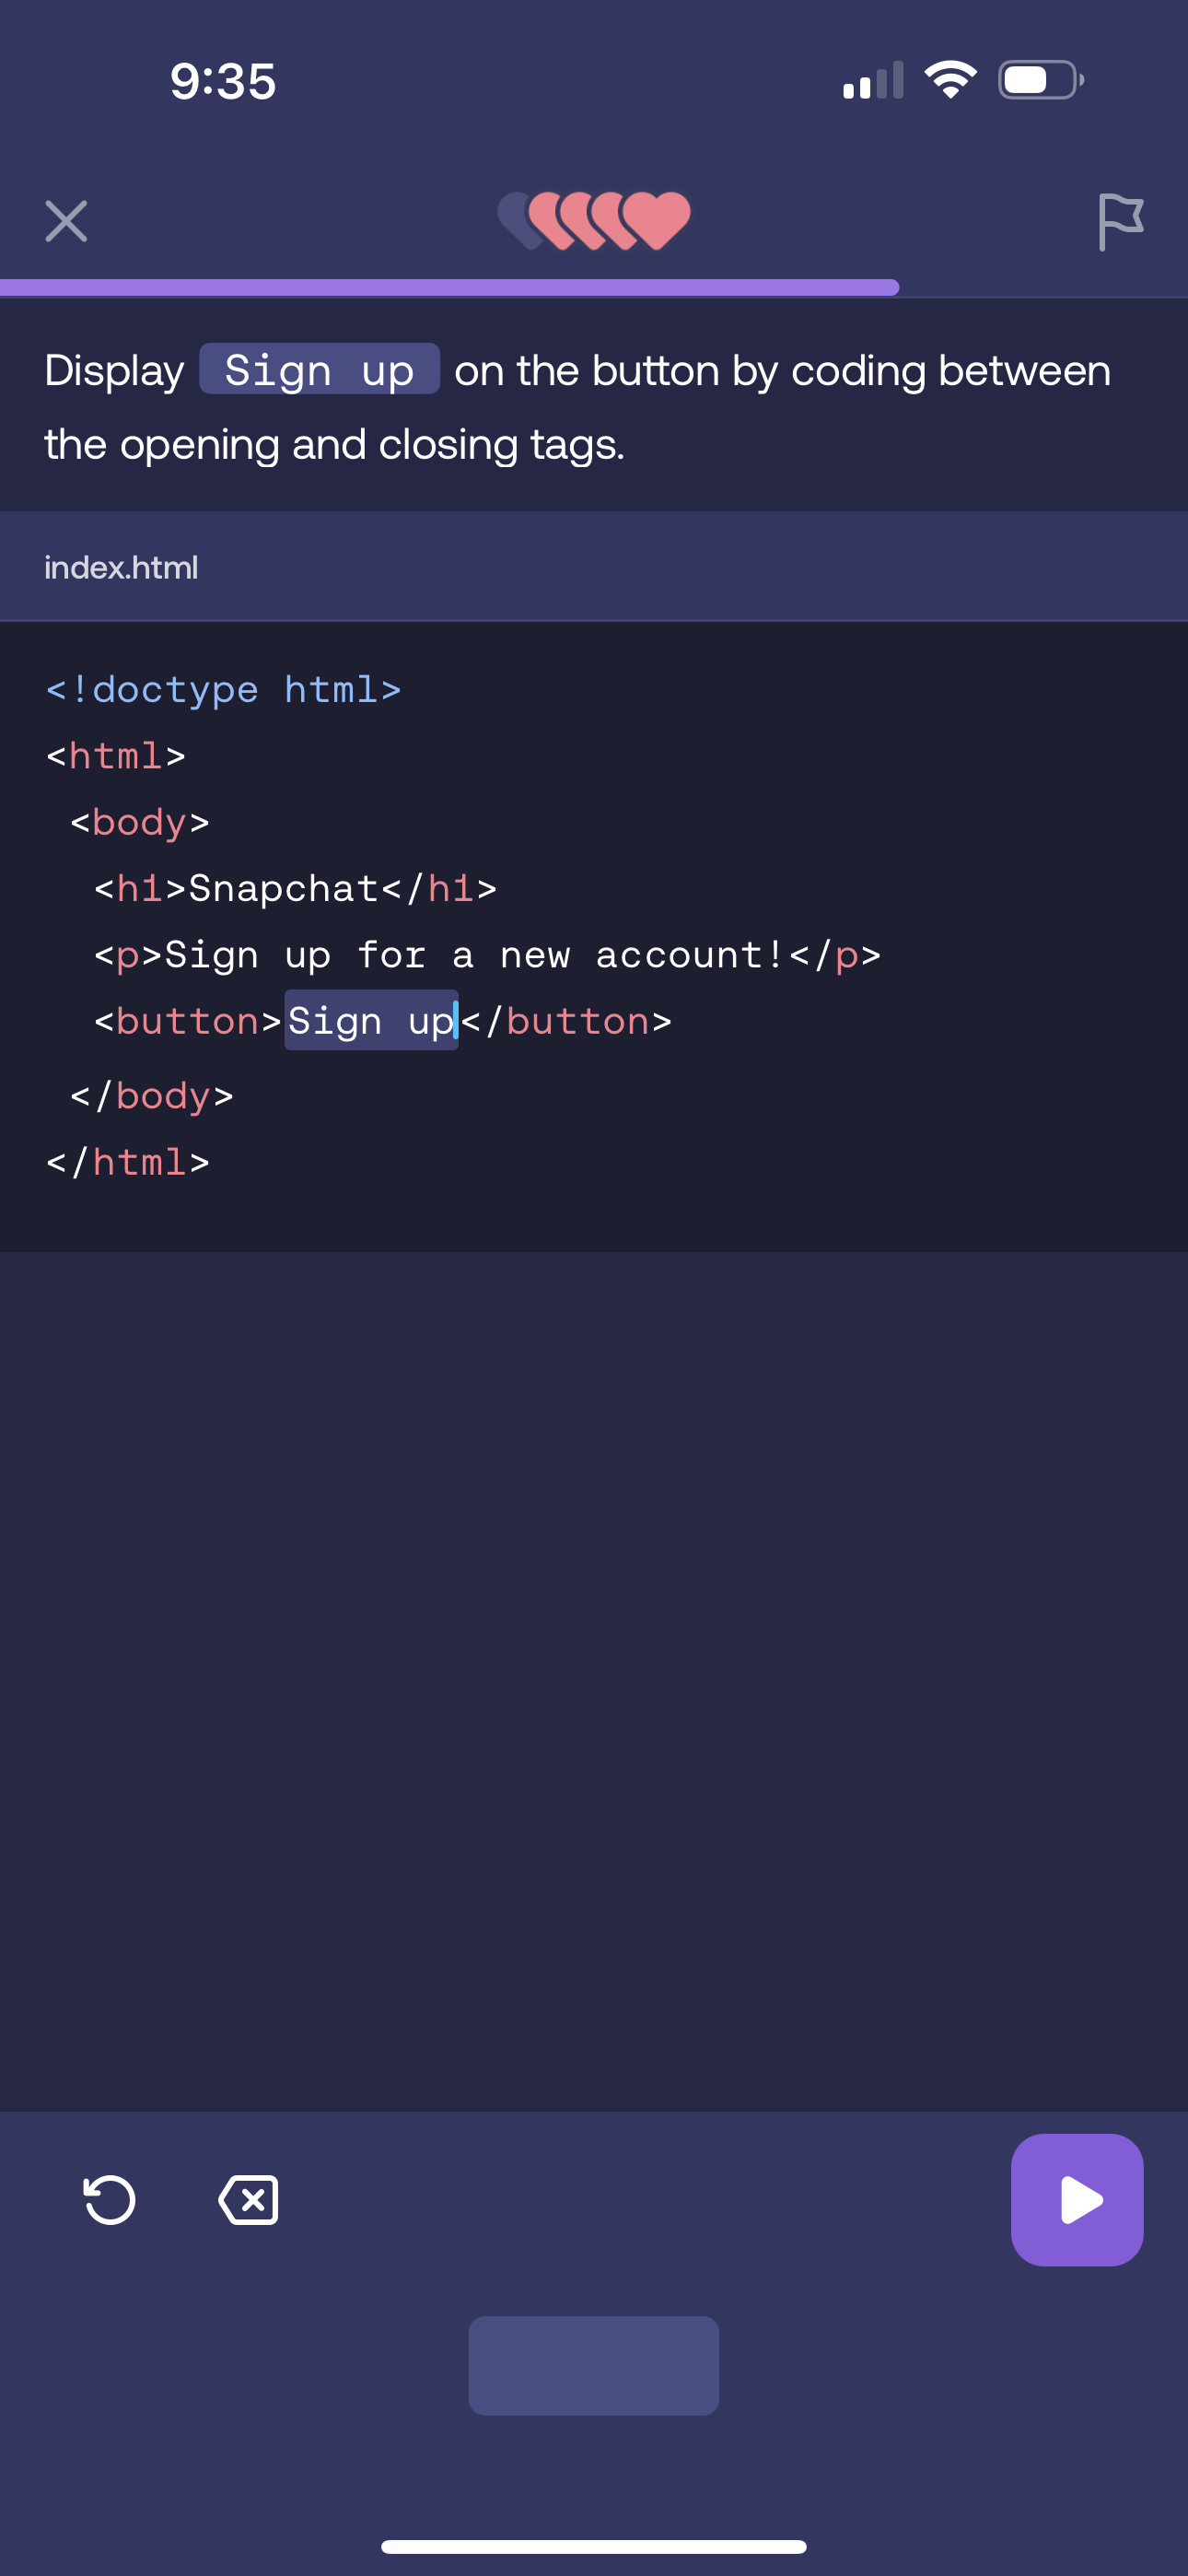 9:35
Display Sign up on the button by coding between
the opening and closing tags.
index.html
<!doctype html>
<html>
<body>
<h1>Snapchat</h1>
<p>Sign up for a new account!</p>
<button>Sign up</button>
</body>
</html>